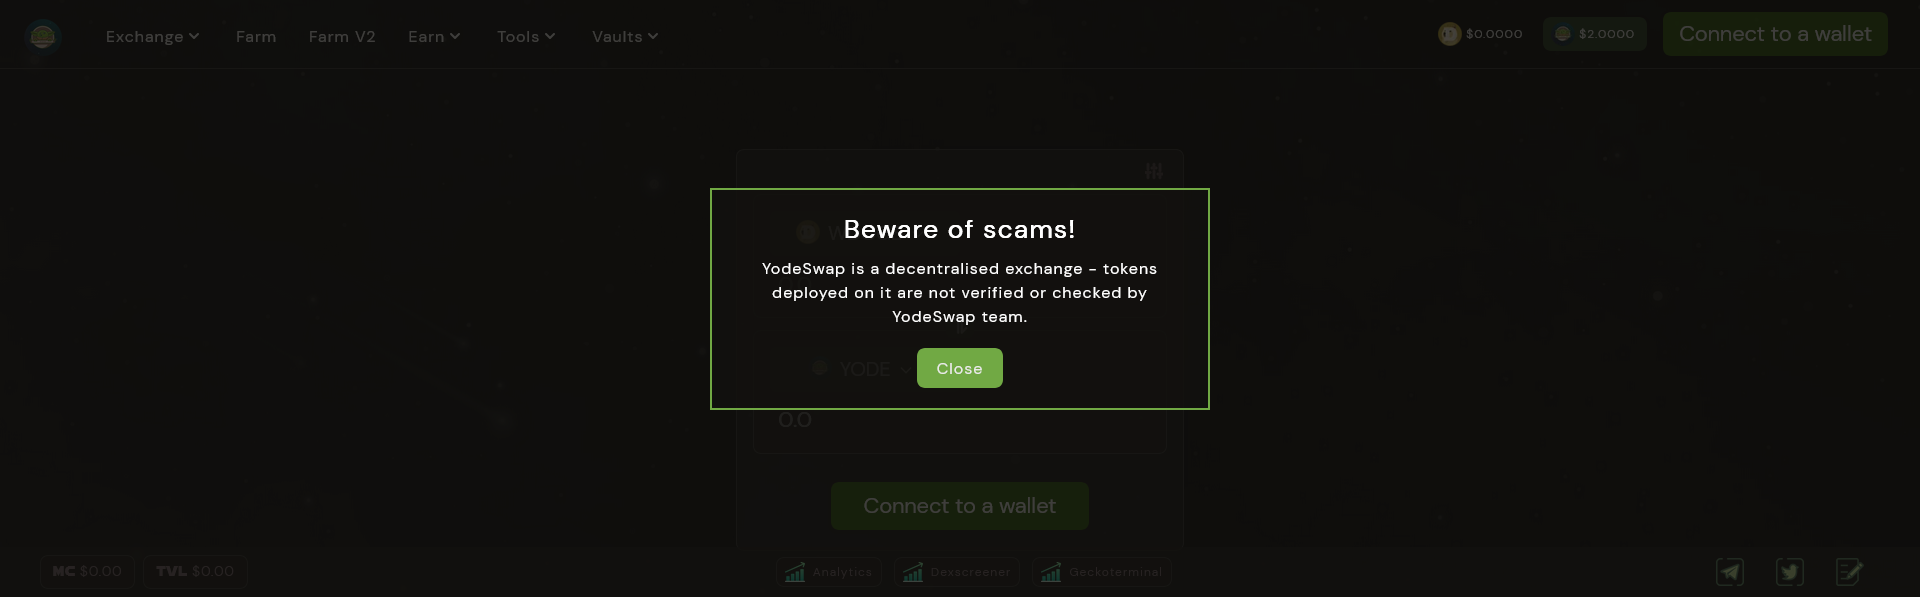 Exchange Farm Farm V2 Earn Tools Vaults $0.0000 $2.0000 Connect to a wallet
Beware of scams!
YodeSwap is a decentralised exchange - tokens
deployed on it are not verified or checked by
YodeSwap team.
YODE
Close
0.0
Connect to a wallet
MC $0.00 TVL $0.00 Analytics Dexscreener Geckoterminal